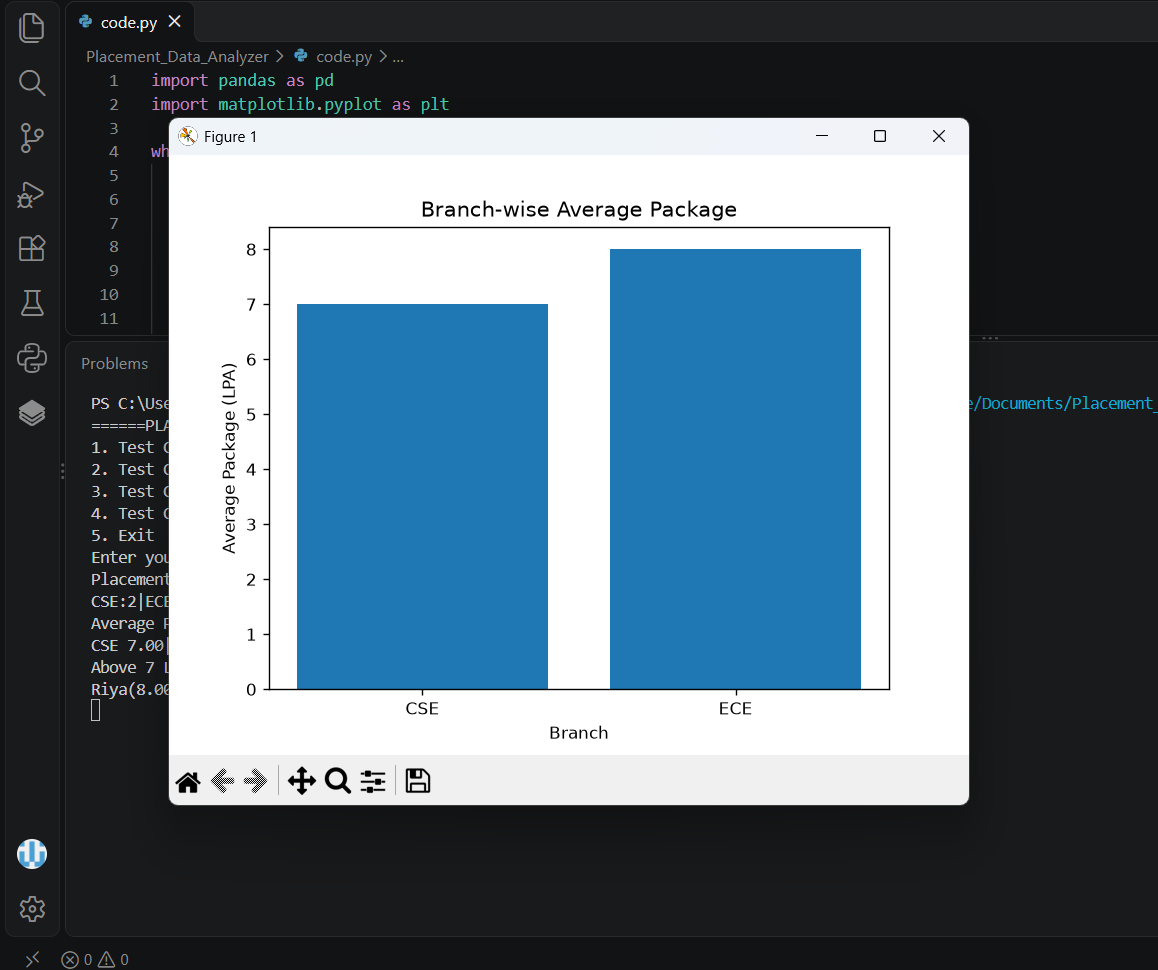 code.py
Placement_Data_Analyzer > code.py > ...
1 import pandas as pd
2 import matplotlib.pyplot as plt
3
4
5
6
7
8
9
10
11
Figure 1
Branch-wise Average Package
8
7
6
5
4
3
2
1
0
Average Package (LPA)
CSE ECE
Branch
Problems
PS C:\Use
e/Documents/Placement_
======PLA
1. Test C
2. Test C
3. Test C
4. Test C
5. Exit
Enter you
Placement
CSE:2|ECE
Average P
CSE 7.00|
Above 7 L
Riya(8.00
0 0